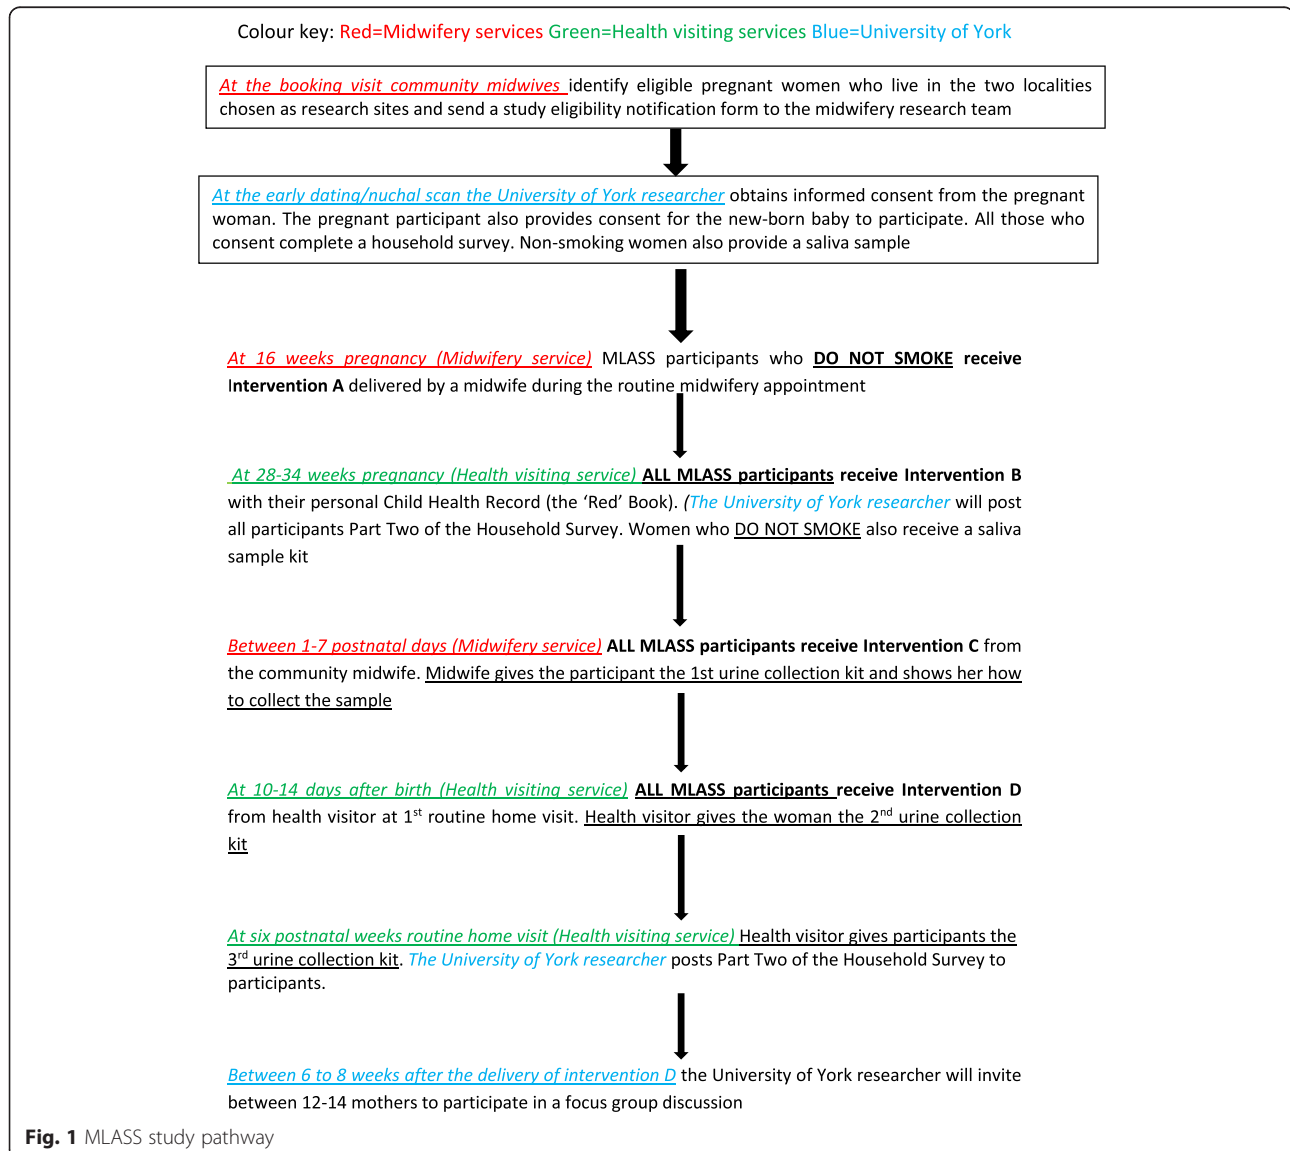 Colour key: Red=Midwifery services Green=Health visiting services Blue=University of York
At the booking visit community midwives identify eligible pregnant women who live in the two localities
chosen as research sites and send a study eligibility notification form to the midwifery research team
At the early dating/nuchal scan the University of York researcher obtains informed consent from the pregnant
woman. The pregnant participant also provides consent for the new-born baby to participate. All those who
consent complete a household survey. Non-smoking women also provide a saliva sample
At 16 weeks pregnancy (Midwifery service) MLASS participants who DO NOT SMOKE receive
Intervention A delivered by a midwife during the routine midwifery appointment
At 28-34 weeks pregnancy (Health visiting service) ALL MLASS participants receive Intervention B
with their personal Child Health Record (the ‘Red’ Book). (The University of York researcher will post
all participants Part Two of the Household Survey. Women who DO NOT SMOKE also receive a saliva
sample kit
Between 1-7 postnatal days (Midwifery service) ALL MLASS participants receive Intervention C from
the community midwife. Midwife gives the participant the 1st urine collection kit and shows her how
to collect the sample
At 10-14 days after birth (Health visiting service) ALL MLASS participants receive Intervention D
from health visitor at 1st routine home visit. Health visitor gives the woman the 2nd urine collection
kit
At six postnatal weeks routine home visit (Health visiting service) Health visitor gives participants the
3rd urine collection kit. The University of York researcher posts Part Two of the Household Survey to
participants.
Between 6 to 8 weeks after the delivery of intervention D the University of York researcher will invite
between 12-14 mothers to participate in a focus group discussion
Fig. 1 MLASS study pathway